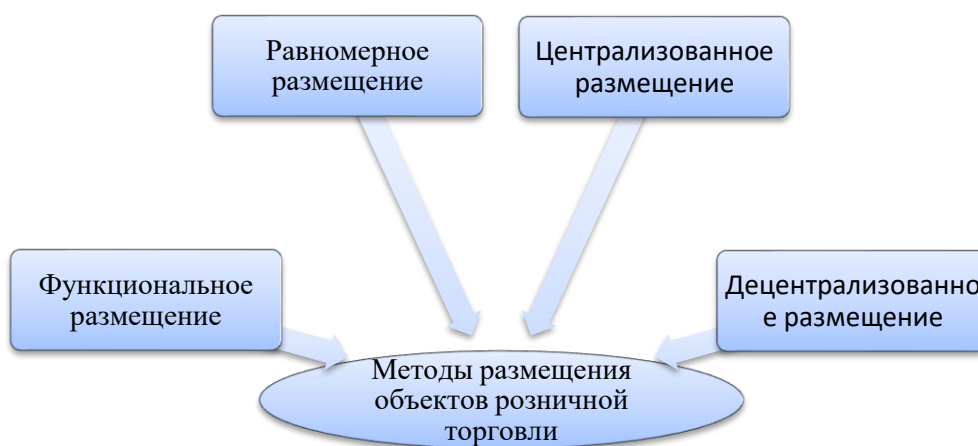 Равномерное
размещение
Централизованное
размещение
Функциональное
размещение
Децентрализованно
е размещение
Методы размещения
объектов розничной
торговли